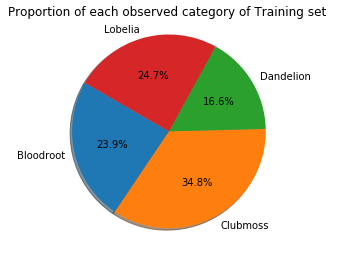 Proportion of each observed category of Training set
Lobelia
24.7%
Dandelion
16.6%
23.9%
Bloodroot
34.8%
Clubmoss